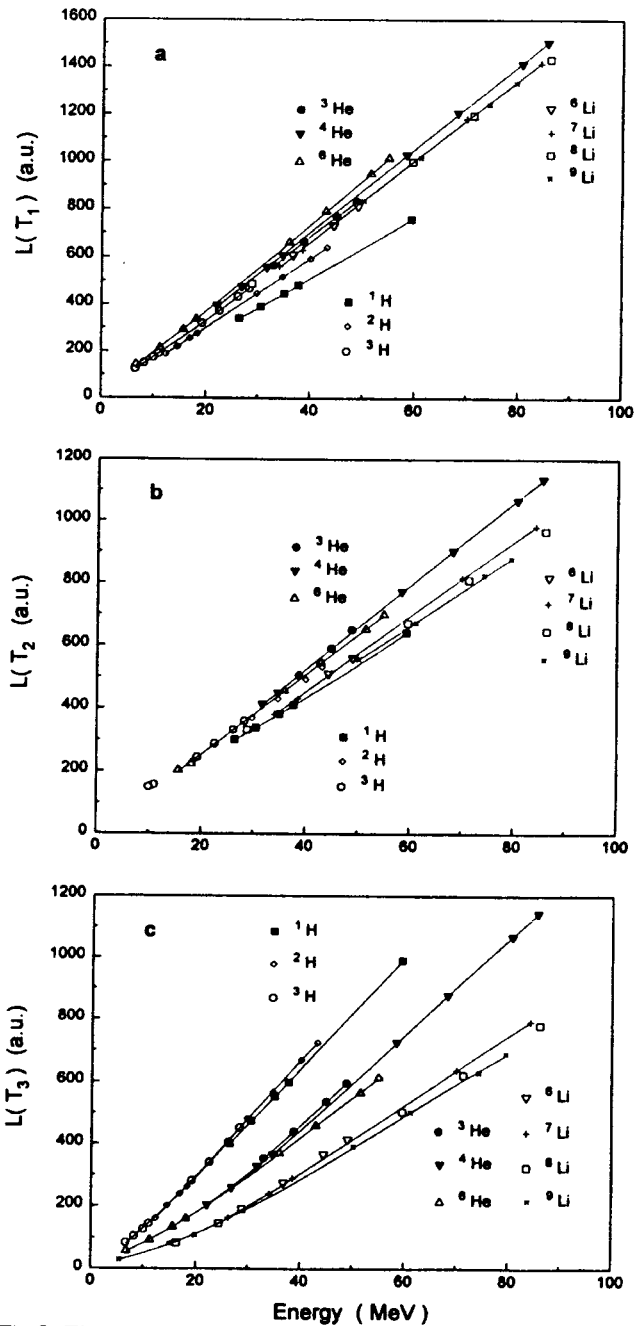 1600
1400
1200
1000
800
600
400
200
0
L(T₁) (a.u.)
a
³He
⁴He
⁶He
⁶Li
⁷Li
⁸Li
⁹Li
¹H
²H
³H
0 20 40 60 80 100
1200
1000
800
600
400
200
0
L(T₂) (a.u.)
b
³He
⁴He
⁶He
⁶Li
⁷Li
⁸Li
⁹Li
¹H
²H
³H
0 20 40 60 80 100
1200
1000
800
600
400
200
0
L(T₃) (a.u.)
c
¹H
²H
³H
³He
⁴He
⁶He
⁶Li
⁷Li
⁸Li
⁹Li
0 20 40 60 80 100
Energy (MeV)